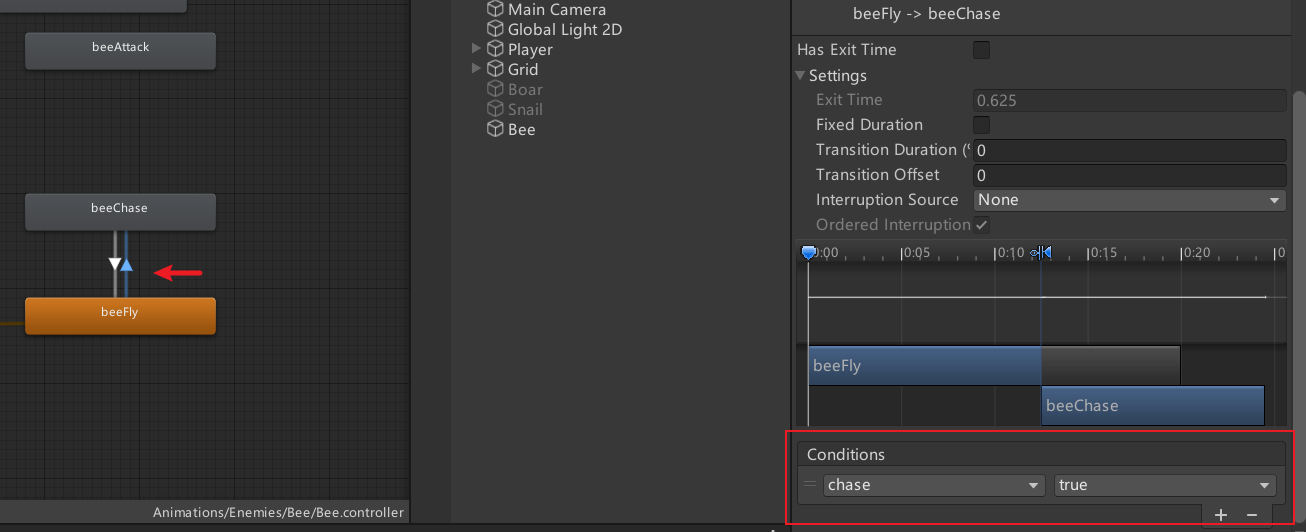 beeAttack
beeChase
beeFly
Animations/Enemies/Bee/Bee.controller
Main Camera
Global Light 2D
Player
Grid
Boar
Snail
Bee
beeFly -> beeChase
Has Exit Time
Settings
Exit Time 0.625
Fixed Duration
Transition Duration (% 0
Transition Offset 0
Interruption Source None
Ordered Interruption
0:00 0:05 0:10 0:15 0:20 0
beeFly
beeChase
Conditions
chase true